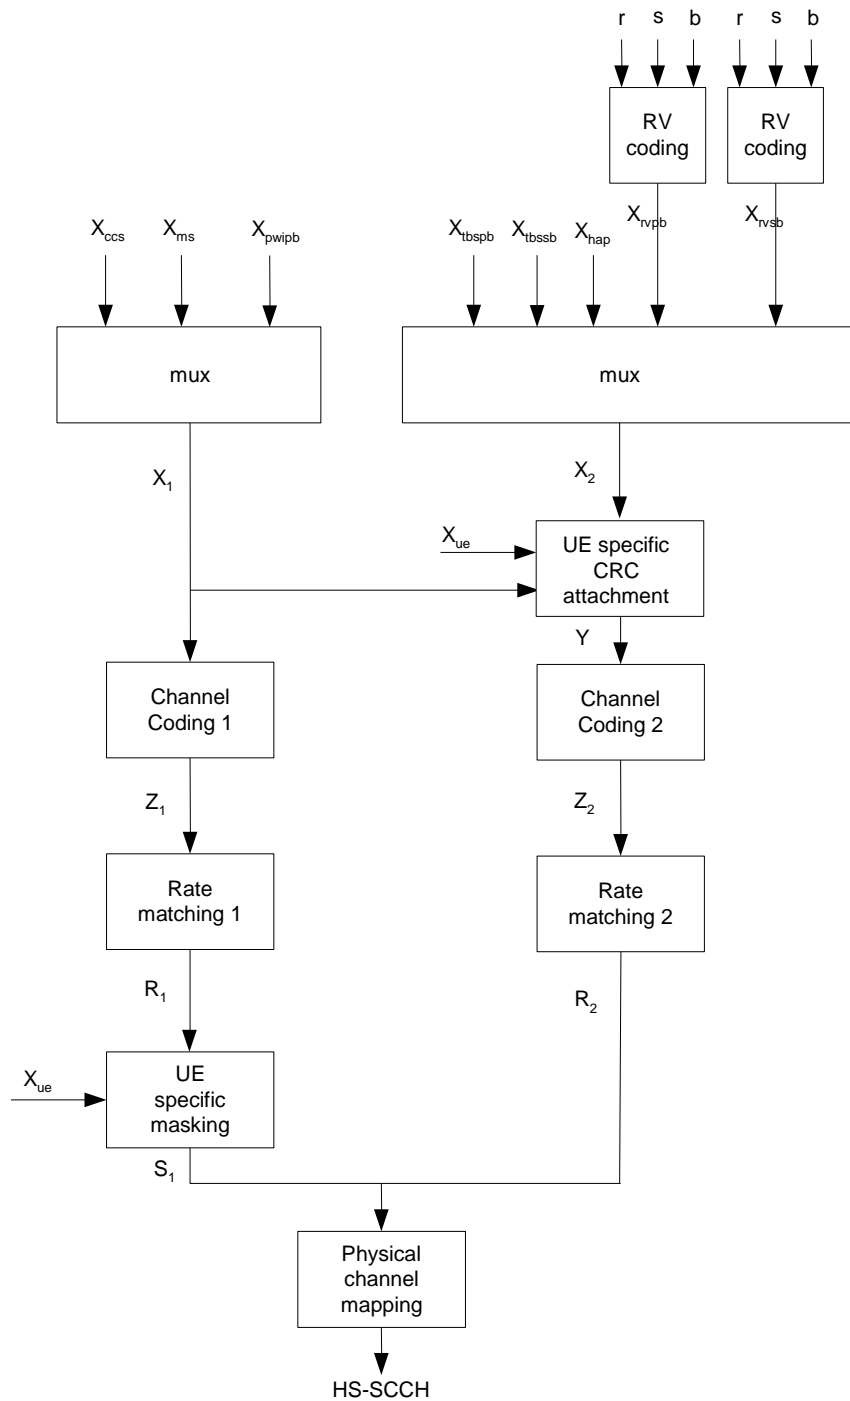 r s b r s b
RV
coding
RV
coding
Xccs Xms Xpwipb Xtbspb Xtbssb Xhap Xrvpb Xrvsb
mux
mux
X1
X2
Xue
UE specific
CRC
attachment
Y
Channel
Coding 1
Channel
Coding 2
Z1
Z2
Rate
matching 1
Rate
matching 2
R1
R2
Xue
UE
specific
masking
S1
Physical
channel
mapping
HS-SCCH